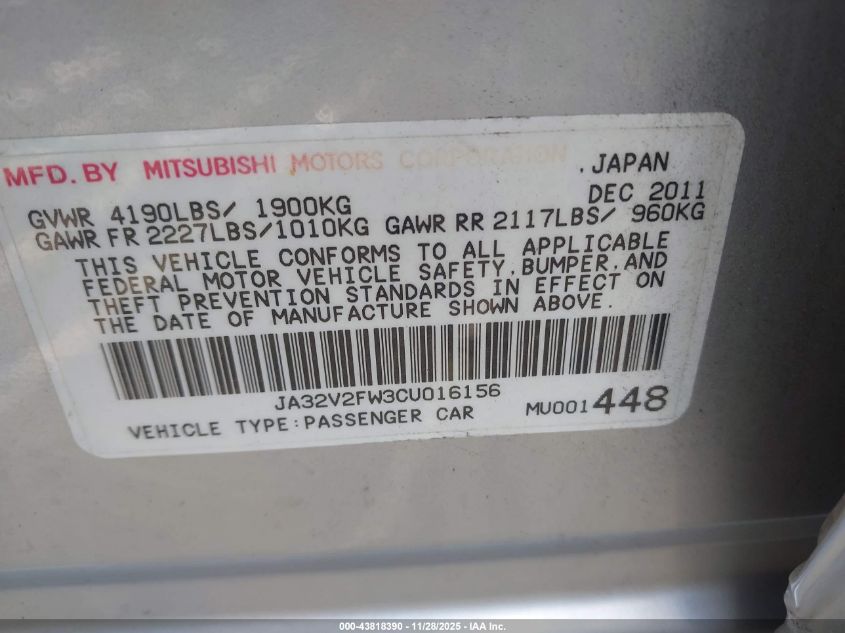 MFD. BY MITSUBISHI MOTORS CORPORATION . JAPAN
DEC 2011
GVWR 4190LBS/ 1900KG
GAWR FR 2227LBS/1010KG GAWR RR 2117LBS/ 960KG
THIS VEHICLE CONFORMS TO ALL APPLICABLE
FEDERAL MOTOR VEHICLE SAFETY, BUMPER, AND
THEFT PREVENTION STANDARDS IN EFFECT ON
THE DATE OF MANUFACTURE SHOWN ABOVE.
JA32V2FW3CU016156
VEHICLE TYPE:PASSENGER CAR MU001448
000-43818390 - 11/28/2025 - IAA Inc.